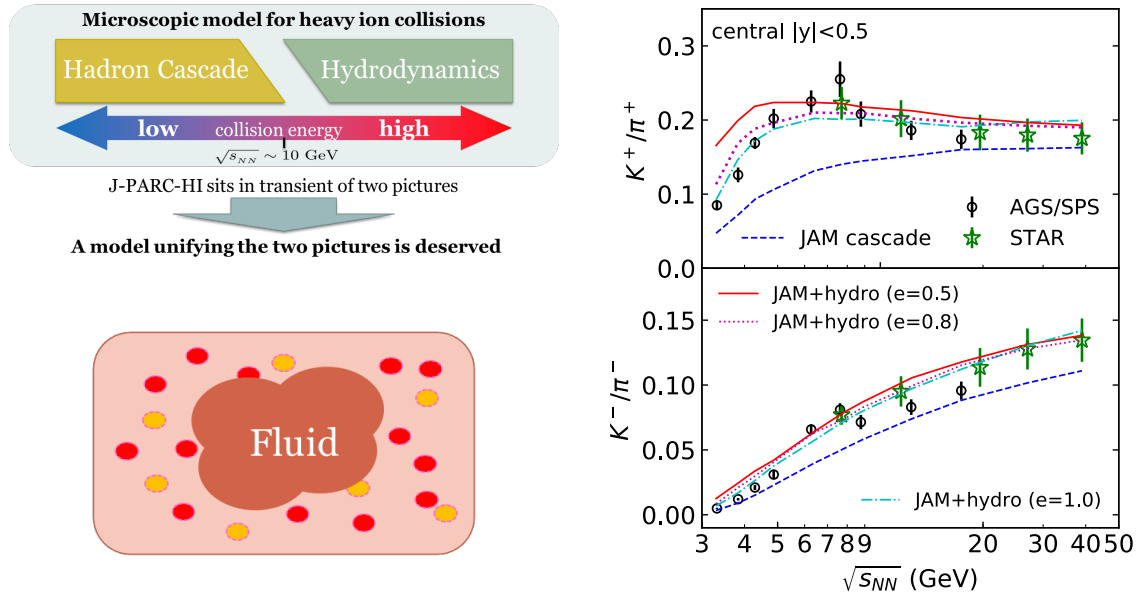 Microscopic model for heavy ion collisions
Hadron Cascade
Hydrodynamics
low
collision energy
high
√s_NN ~ 10 GeV
J-PARC-HI sits in transient of two pictures
A model unifying the two pictures is deserved
Fluid
central |y|<0.5
K⁺/π⁺
0.3
0.2
0.1
0.0
AGS/SPS
JAM cascade
STAR
JAM+hydro (e=0.5)
JAM+hydro (e=0.8)
K⁻/π⁻
0.15
0.10
0.05
0.00
JAM+hydro (e=1.0)
3 4 5 6 7 8 9 20 30 40 50
√s_NN (GeV)